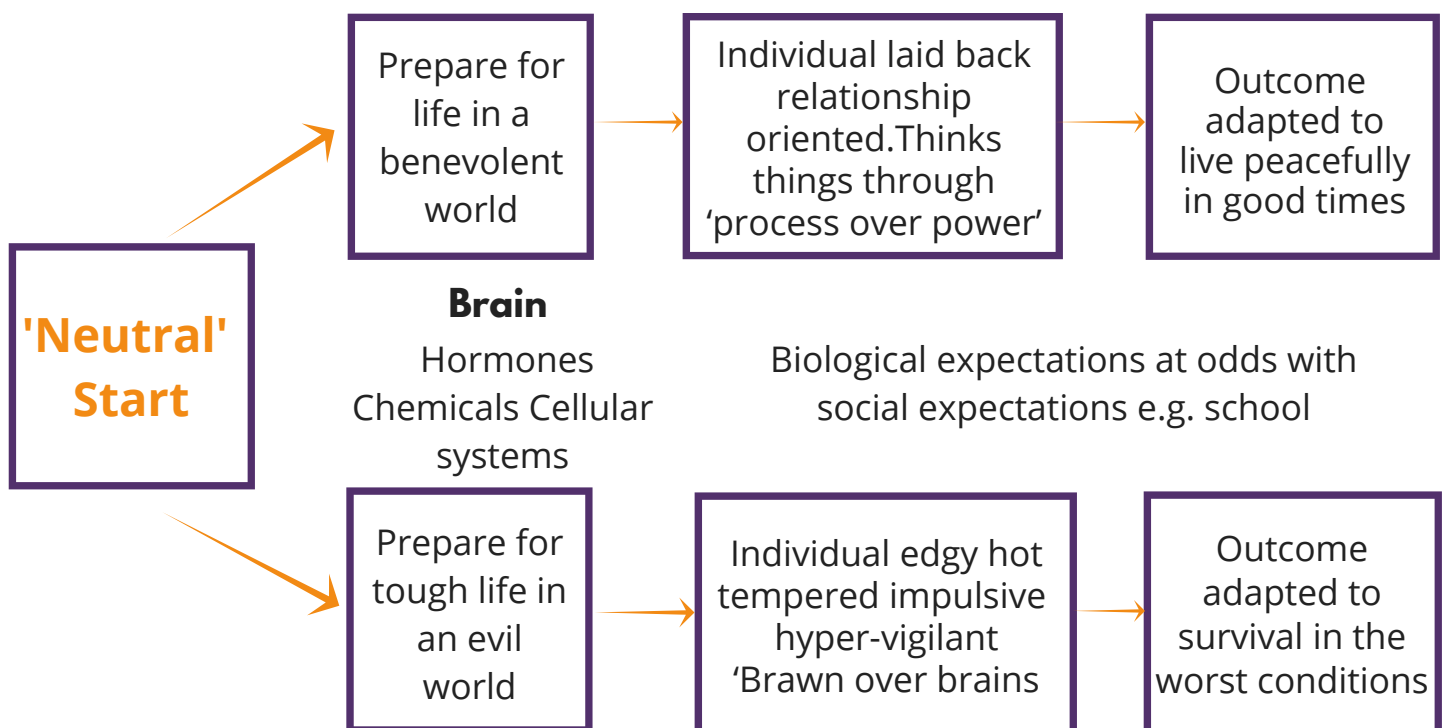 'Neutral'
Start
Prepare for
life in a
benevolent
world
Individual laid back
relationship
oriented.Thinks
things through
‘process over power’
Outcome
adapted to
live peacefully
in good times
Brain
Hormones
Chemicals Cellular
systems
Biological expectations at odds with
social expectations e.g. school
Prepare for
tough life in
an evil
world
Individual edgy hot
tempered impulsive
hyper-vigilant
‘Brawn over brains
Outcome
adapted to
survival in the
worst conditions